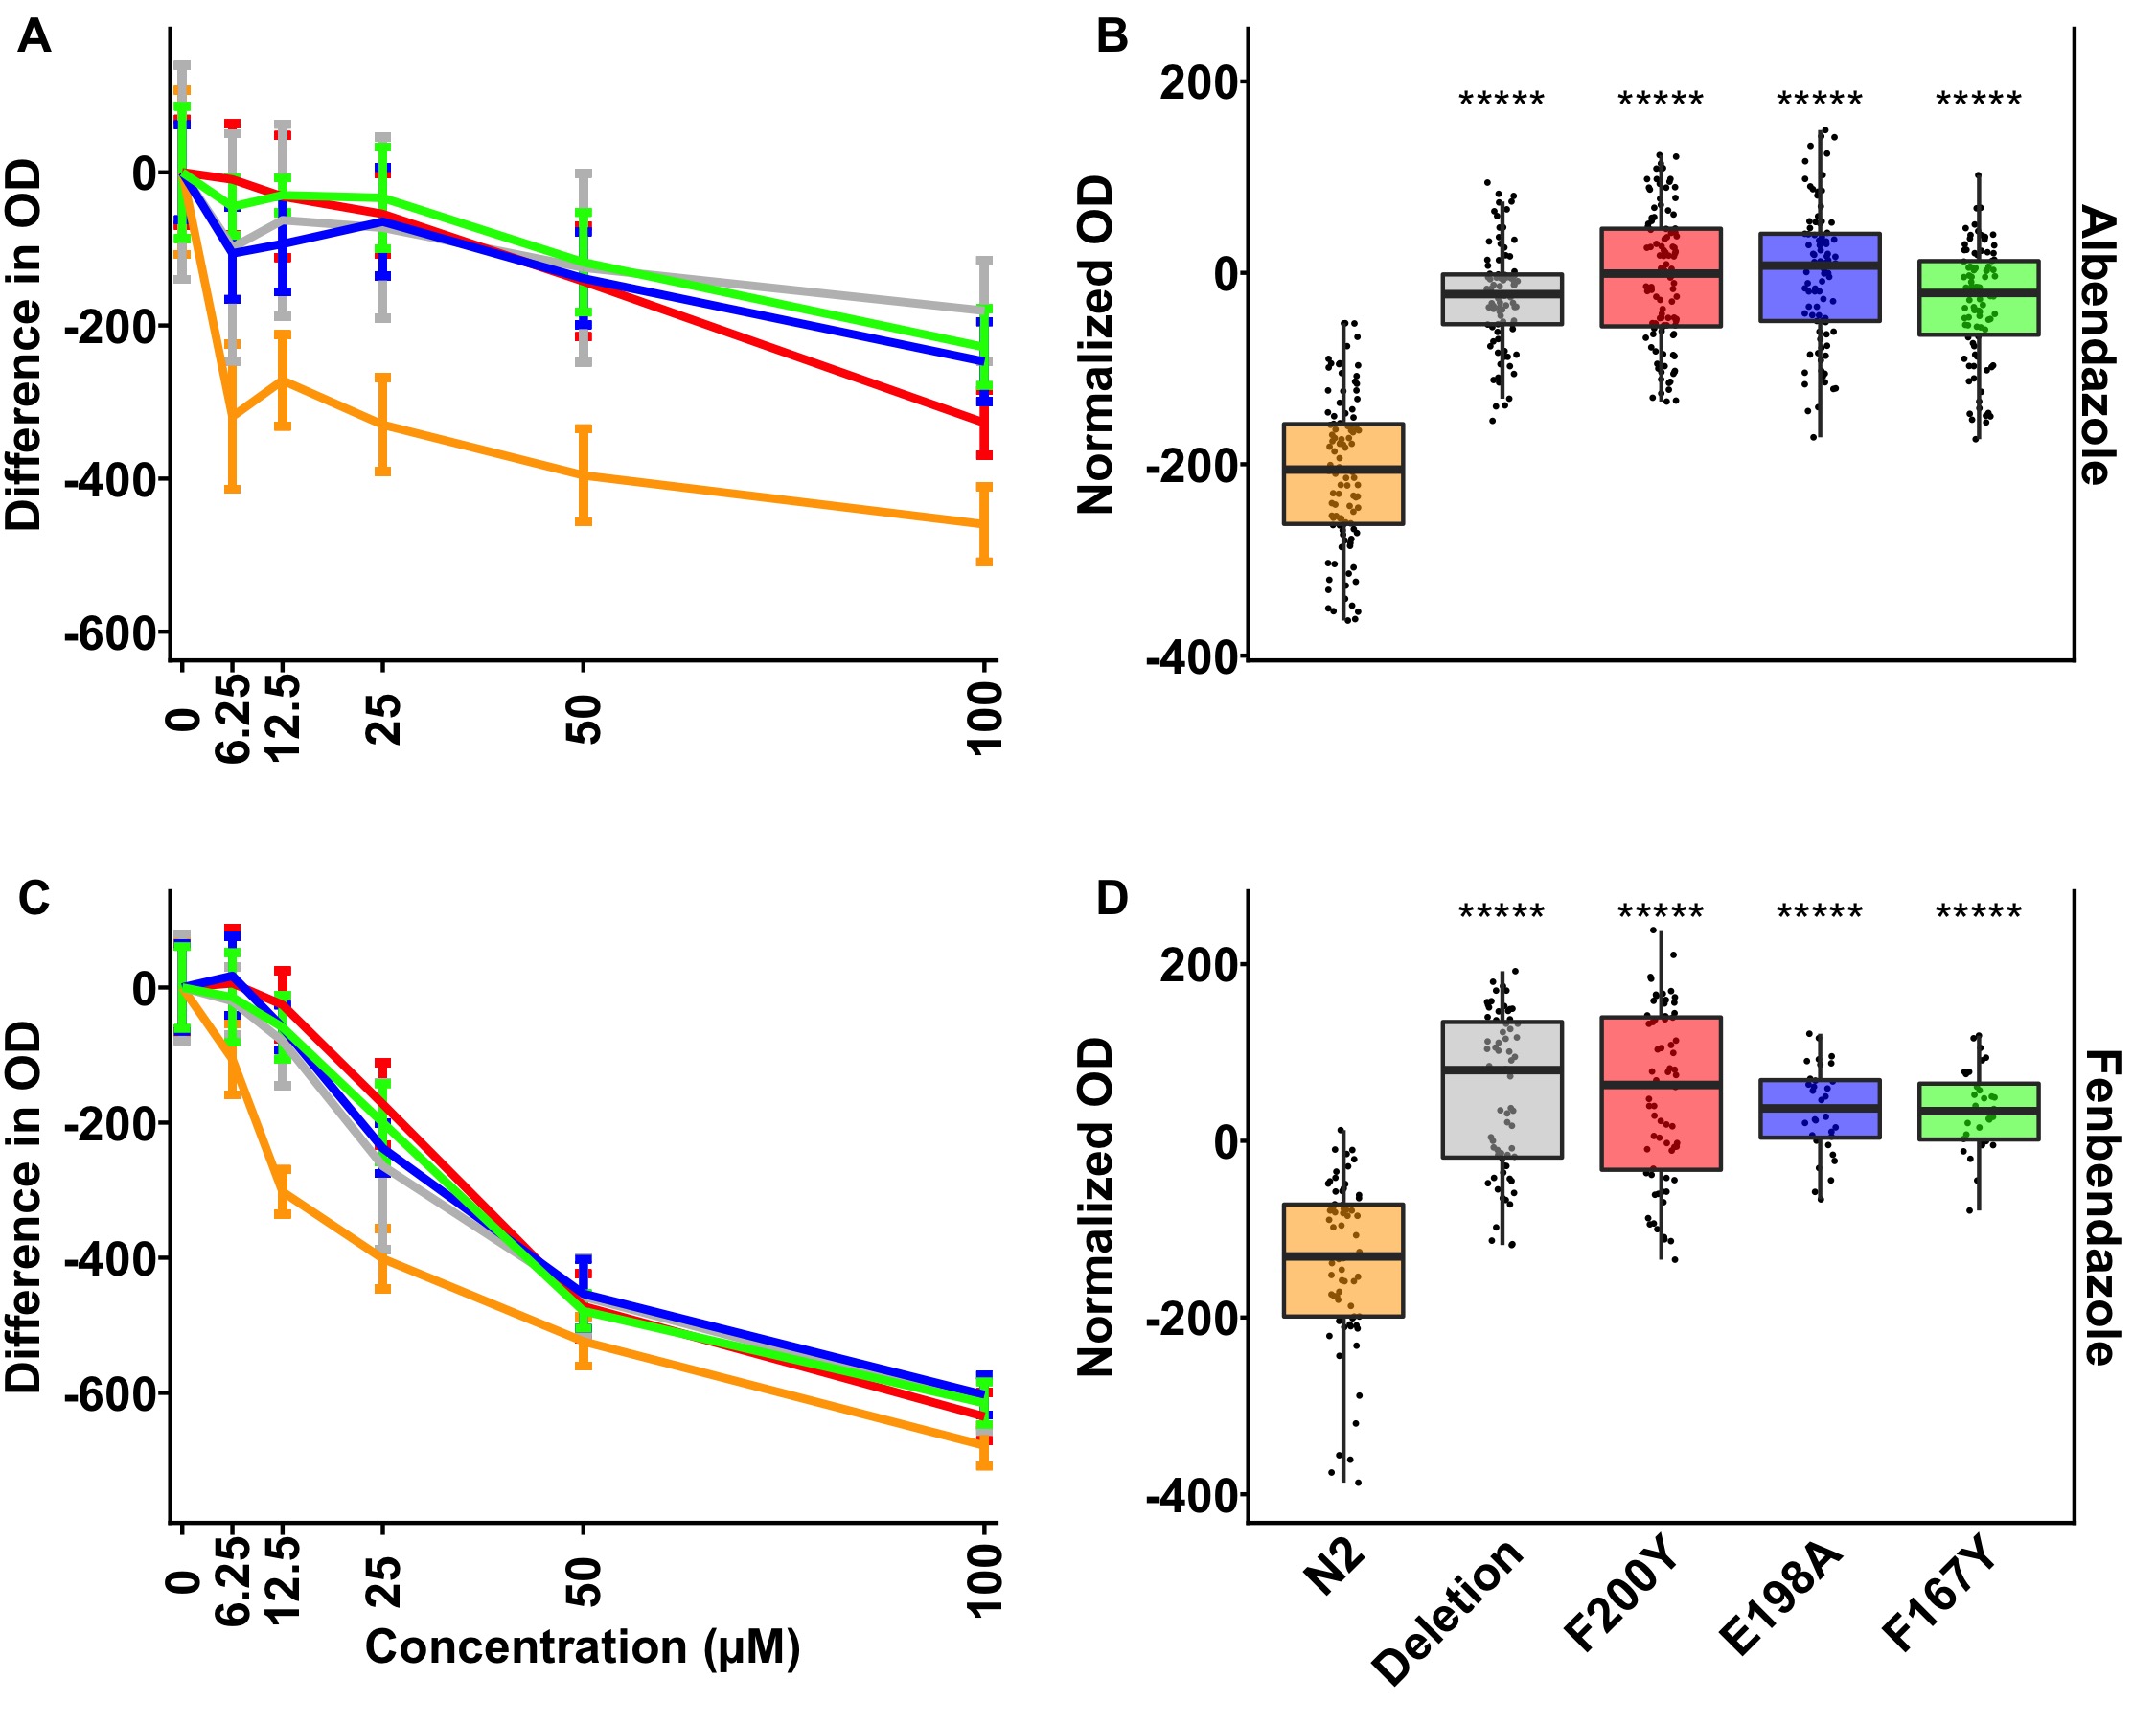 A
Difference in OD
0
-200
-400
-600
0
6.25
12.5
25
50
100
B
Normalized OD
200
0
-200
-400
*****
*****
*****
*****
Albendazole
C
Difference in OD
0
-200
-400
-600
0
6.25
12.5
25
50
100
Concentration (µM)
D
Normalized OD
200
0
-200
-400
*****
*****
*****
*****
N2
Deletion
F200Y
E198A
F167Y
Fenbendazole